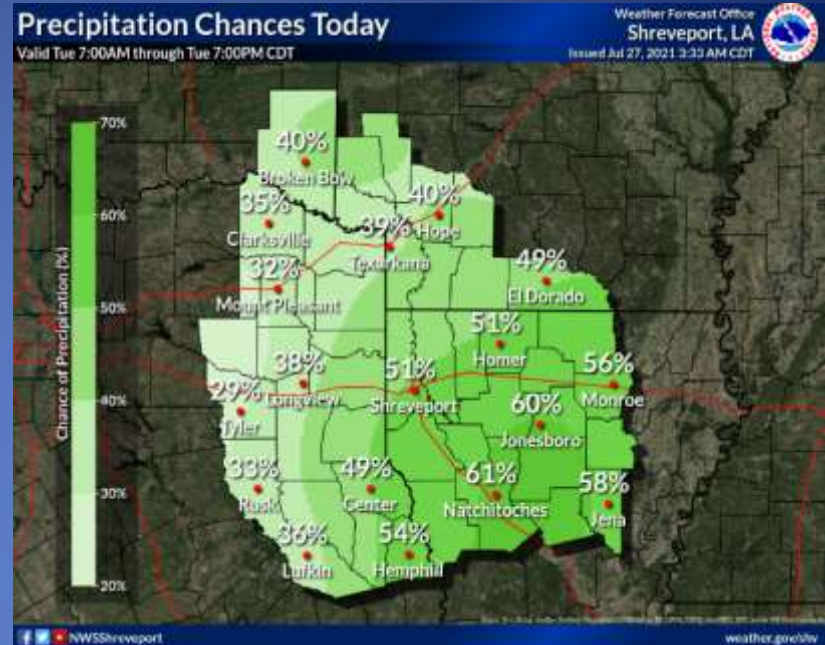 Precipitation Chances Today
Valid Tue 7:00AM through Tue 7:00PM CDT
Weather Forecast Office
Shreveport, LA
Issued Jul 27, 2021 3:33 AM CDT
Chance of Precipitation (%)
70%
60%
50%
40%
30%
20%
40%
Broken Bow
35%
Clarksville
39%
Texarkana
40%
Hope
32%
Mount Pleasant
49%
El Dorado
51%
Homer
38%
Longview
51%
Shreveport
56%
Monroe
29%
Tyler
60%
Jonesboro
33%
Rusk
49%
Center
61%
Natchitoches
58%
Jena
36%
Lufkin
54%
Hemphill
NWSShreveport
weather.gov/shv